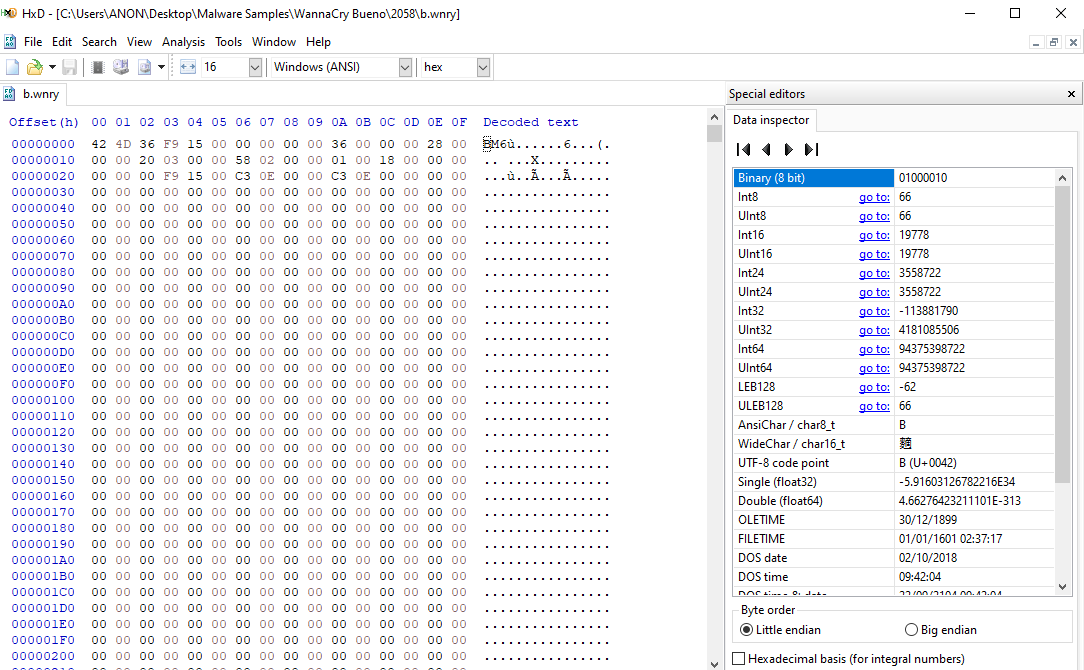 HxD - [C:\Users\ANON\Desktop\Malware Samples\WannaCry Bueno\2058\b.wnry]
File Edit Search View Analysis Tools Window Help
16 Windows (ANSI) hex
b.wnry
Offset(h) 00 01 02 03 04 05 06 07 08 09 0A 0B 0C 0D 0E 0F Decoded text
00000000 42 4D 36 F9 15 00 00 00 00 00 36 00 00 00 28 00 BM6ù......6...(.
00000010 00 00 20 03 00 00 58 02 00 00 01 00 18 00 00 00 .. ...X.........
00000020 00 00 00 F9 15 00 C3 0E 00 00 C3 0E 00 00 00 00 ...ù..Ã...Ã.....
00000030 00 00 00 00 00 00 00 00 00 00 00 00 00 00 00 00 ................
00000040 00 00 00 00 00 00 00 00 00 00 00 00 00 00 00 00 ................
00000050 00 00 00 00 00 00 00 00 00 00 00 00 00 00 00 00 ................
00000060 00 00 00 00 00 00 00 00 00 00 00 00 00 00 00 00 ................
00000070 00 00 00 00 00 00 00 00 00 00 00 00 00 00 00 00 ................
00000080 00 00 00 00 00 00 00 00 00 00 00 00 00 00 00 00 ................
00000090 00 00 00 00 00 00 00 00 00 00 00 00 00 00 00 00 ................
000000A0 00 00 00 00 00 00 00 00 00 00 00 00 00 00 00 00 ................
000000B0 00 00 00 00 00 00 00 00 00 00 00 00 00 00 00 00 ................
000000C0 00 00 00 00 00 00 00 00 00 00 00 00 00 00 00 00 ................
000000D0 00 00 00 00 00 00 00 00 00 00 00 00 00 00 00 00 ................
000000E0 00 00 00 00 00 00 00 00 00 00 00 00 00 00 00 00 ................
000000F0 00 00 00 00 00 00 00 00 00 00 00 00 00 00 00 00 ................
00000100 00 00 00 00 00 00 00 00 00 00 00 00 00 00 00 00 ................
00000110 00 00 00 00 00 00 00 00 00 00 00 00 00 00 00 00 ................
00000120 00 00 00 00 00 00 00 00 00 00 00 00 00 00 00 00 ................
00000130 00 00 00 00 00 00 00 00 00 00 00 00 00 00 00 00 ................
00000140 00 00 00 00 00 00 00 00 00 00 00 00 00 00 00 00 ................
00000150 00 00 00 00 00 00 00 00 00 00 00 00 00 00 00 00 ................
00000160 00 00 00 00 00 00 00 00 00 00 00 00 00 00 00 00 ................
00000170 00 00 00 00 00 00 00 00 00 00 00 00 00 00 00 00 ................
00000180 00 00 00 00 00 00 00 00 00 00 00 00 00 00 00 00 ................
00000190 00 00 00 00 00 00 00 00 00 00 00 00 00 00 00 00 ................
000001A0 00 00 00 00 00 00 00 00 00 00 00 00 00 00 00 00 ................
000001B0 00 00 00 00 00 00 00 00 00 00 00 00 00 00 00 00 ................
000001C0 00 00 00 00 00 00 00 00 00 00 00 00 00 00 00 00 ................
000001D0 00 00 00 00 00 00 00 00 00 00 00 00 00 00 00 00 ................
000001E0 00 00 00 00 00 00 00 00 00 00 00 00 00 00 00 00 ................
000001F0 00 00 00 00 00 00 00 00 00 00 00 00 00 00 00 00 ................
00000200 00 00 00 00 00 00 00 00 00 00 00 00 00 00 00 00 ................
Special editors
Data inspector
Binary (8 bit) 01000010
Int8 go to: 66
UInt8 go to: 66
Int16 go to: 19778
UInt16 go to: 19778
Int24 go to: 3558722
UInt24 go to: 3558722
Int32 go to: -113881790
UInt32 go to: 4181085506
Int64 go to: 94375398722
UInt64 go to: 94375398722
LEB128 go to: -62
ULEB128 go to: 66
AnsiChar / char8_t B
WideChar / char16_t 䵂
UTF-8 code point B (U+0042)
Single (float32) -5.91603126782216E34
Double (float64) 4.66276423211101E-313
OLETIME 30/12/1899
FILETIME 01/01/1601 02:37:17
DOS date 02/10/2018
DOS time 09:42:04
Byte order
Little endian Big endian
Hexadecimal basis (for integral numbers)